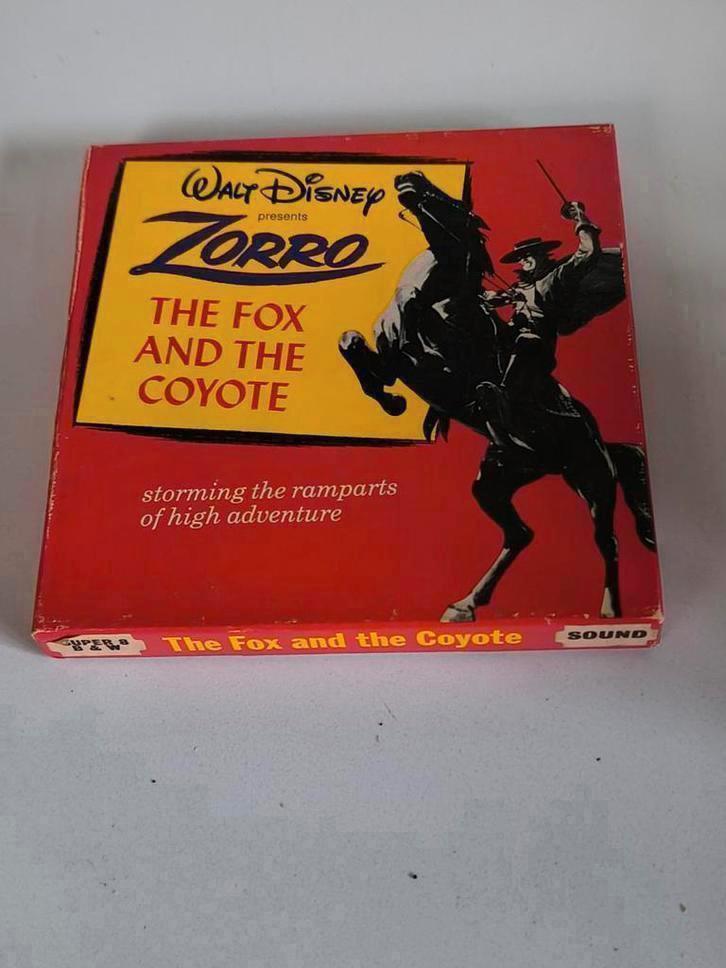 WALT DISNEY
presents
ZORRO
THE FOX
AND THE
COYOTE
storming the ramparts
of high adventure
SUPER 8
B & W
The Fox and the Coyote
SOUND